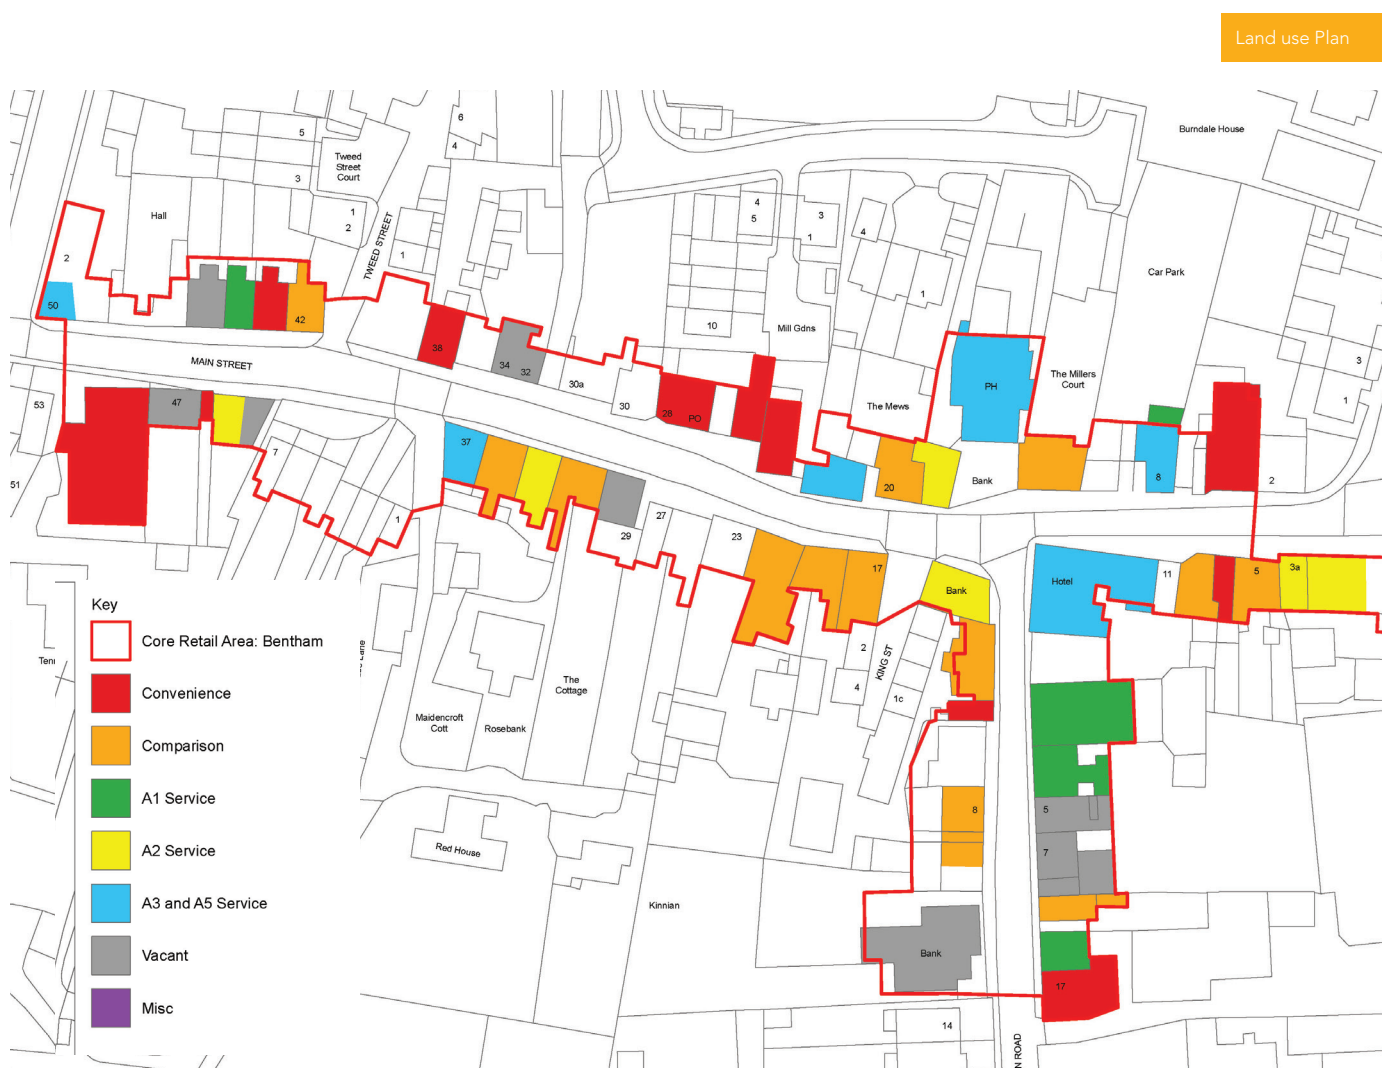 Land use Plan
Burndale House
6
5
4
Tweed
Street
Court
3
4
5
3
1
4
Hall
1
2
TWEED STREET
1
2
Car Park
1
50
42
10
Mill Gdns
MAIN STREET
38
34
32
30a
30
28
PO
The Mews
PH
The Millers
Court
3
1
53
47
37
7
51
1
20
Bank
8
2
29
27
23
17
Hotel
11
5
3a
Bank
Key
Core Retail Area: Bentham
Convenience
Comparison
A1 Service
A2 Service
A3 and A5 Service
Vacant
Misc
The
Cottage
Maidencroft
Cott
Rosebank
2
4
KING ST
1c
Red House
Kinnian
8
5
7
Bank
17
14
ROAD